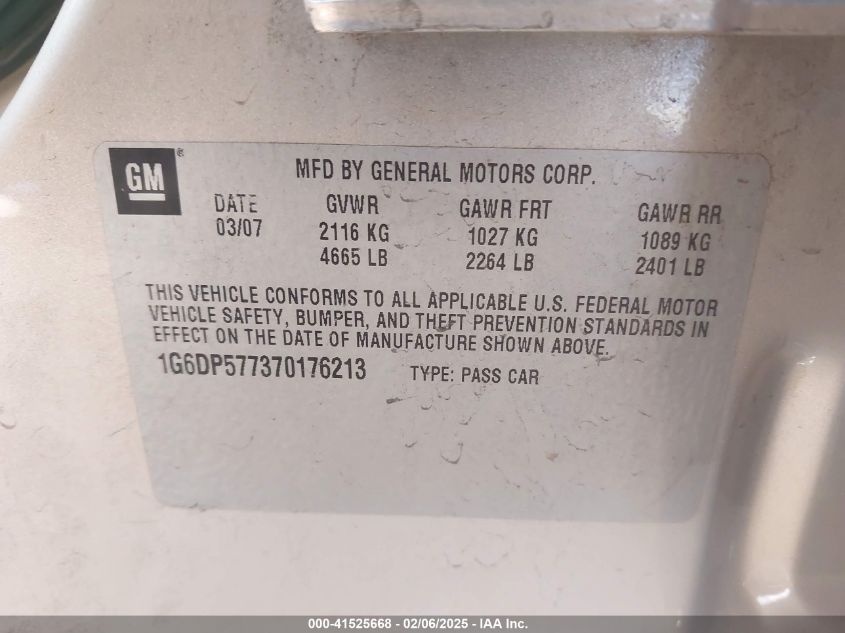 GM
MFD BY GENERAL MOTORS CORP.
DATE GVWR GAWR FRT GAWR RR
03/07 2116 KG 1027 KG 1089 KG
4665 LB 2264 LB 2401 LB
THIS VEHICLE CONFORMS TO ALL APPLICABLE U.S. FEDERAL MOTOR
VEHICLE SAFETY, BUMPER, AND THEFT PREVENTION STANDARDS IN
EFFECT ON THE DATE OF MANUFACTURE SHOWN ABOVE.
1G6DP577370176213 TYPE: PASS CAR
000-41525668 - 02/06/2025 - IAA Inc.